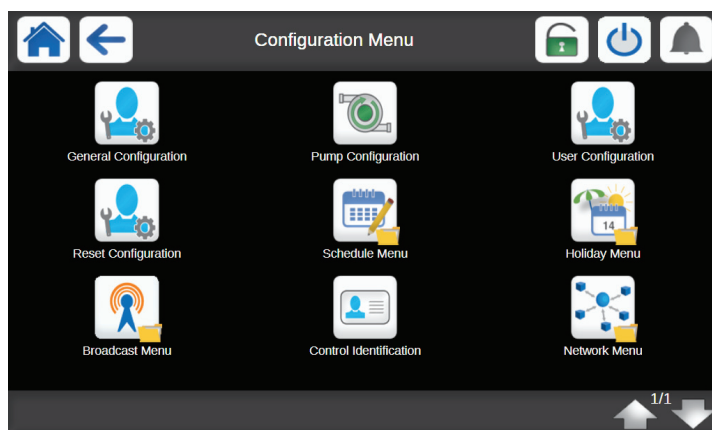 Configuration Menu
General Configuration
Pump Configuration
User Configuration
Reset Configuration
Schedule Menu
14
Holiday Menu
Broadcast Menu
Control Identification
Network Menu
1/1